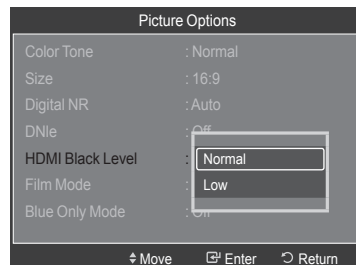 Picture Options
Color Tone : Normal
Size : 16:9
Digital NR : Auto
DNIe : Off
HDMI Black Level : Normal
Low
Film Mode :
Blue Only Mode : Off
Move Enter Return